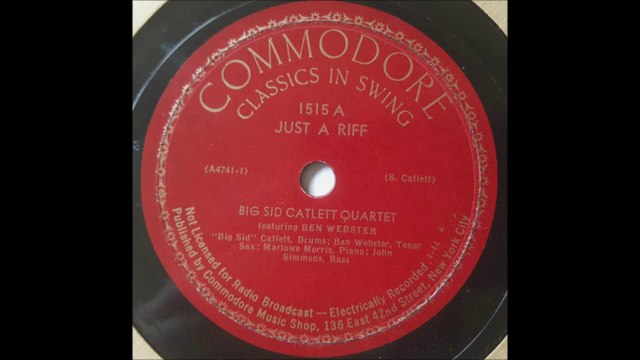 COMMODORE
CLASSICS IN SWING
1515 A
JUST A RIFF
(A4741-1)
(S. Catlett)
BIG SID CATLETT QUARTET
featuring BEN WEBSTER
"Big Sid" Catlett, Drums; Ben Webster, Tenor
Sax; Marlowe Morris, Piano; John
Simmons, Bass
Not Licensed for Radio Broadcast — Electrically Recorded
Published by Commodore Music Shop, 136 East 42nd Street, New York City